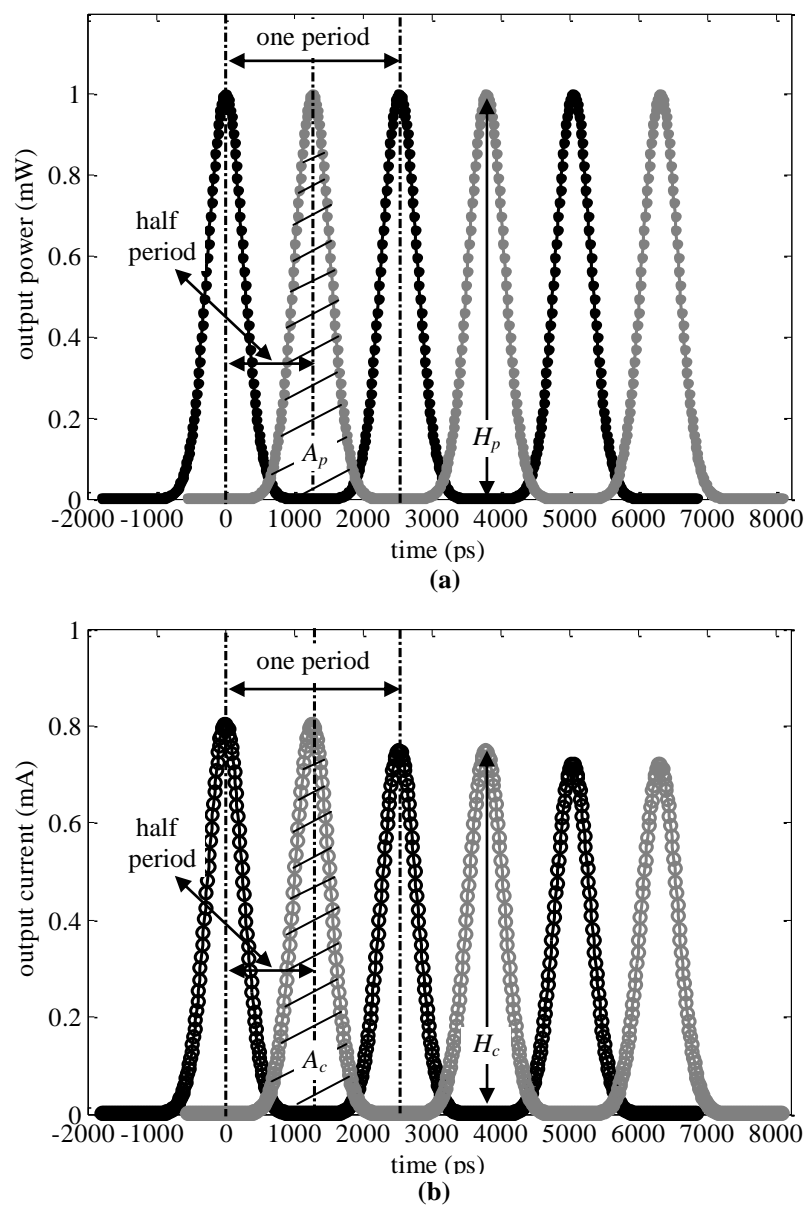 one period
1
0.8
0.6
0.4
0.2
0
output power (mW)
half
period
A_p
H_p
-2000 -1000 0 1000 2000 3000 4000 5000 6000 7000 8000
time (ps)
(a)
one period
1
0.8
0.6
0.4
0.2
0
output current (mA)
half
period
A_c
H_c
-2000 -1000 0 1000 2000 3000 4000 5000 6000 7000 8000
time (ps)
(b)